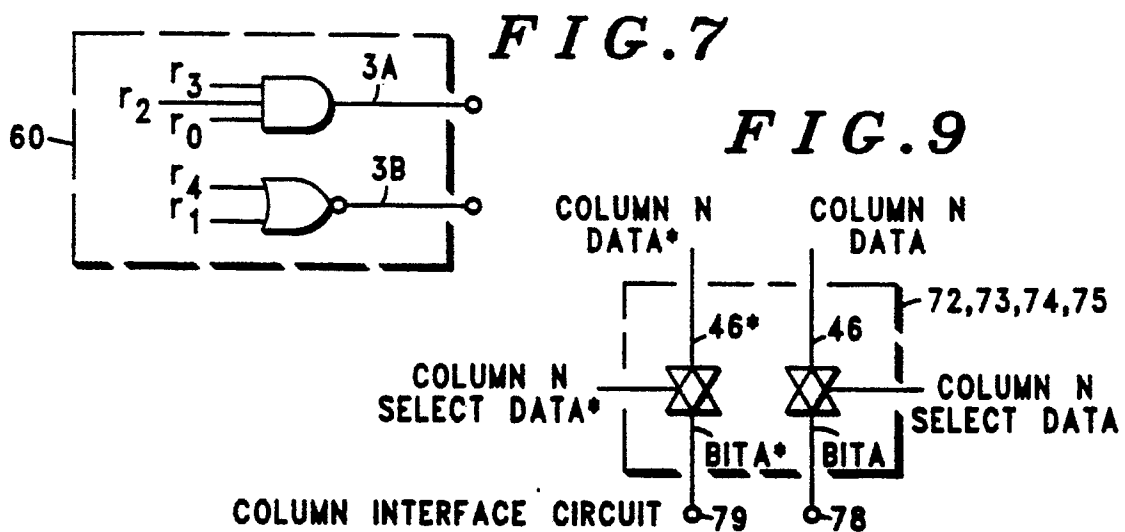 FIG.7
r3
r2
r0
3A
60
r4
r1
3B
FIG.9
COLUMN N
DATA*
COLUMN N
DATA
72,73,74,75
46*
46
COLUMN N
SELECT DATA*
COLUMN N
SELECT DATA
BITA*
BITA
COLUMN INTERFACE CIRCUIT
79
78